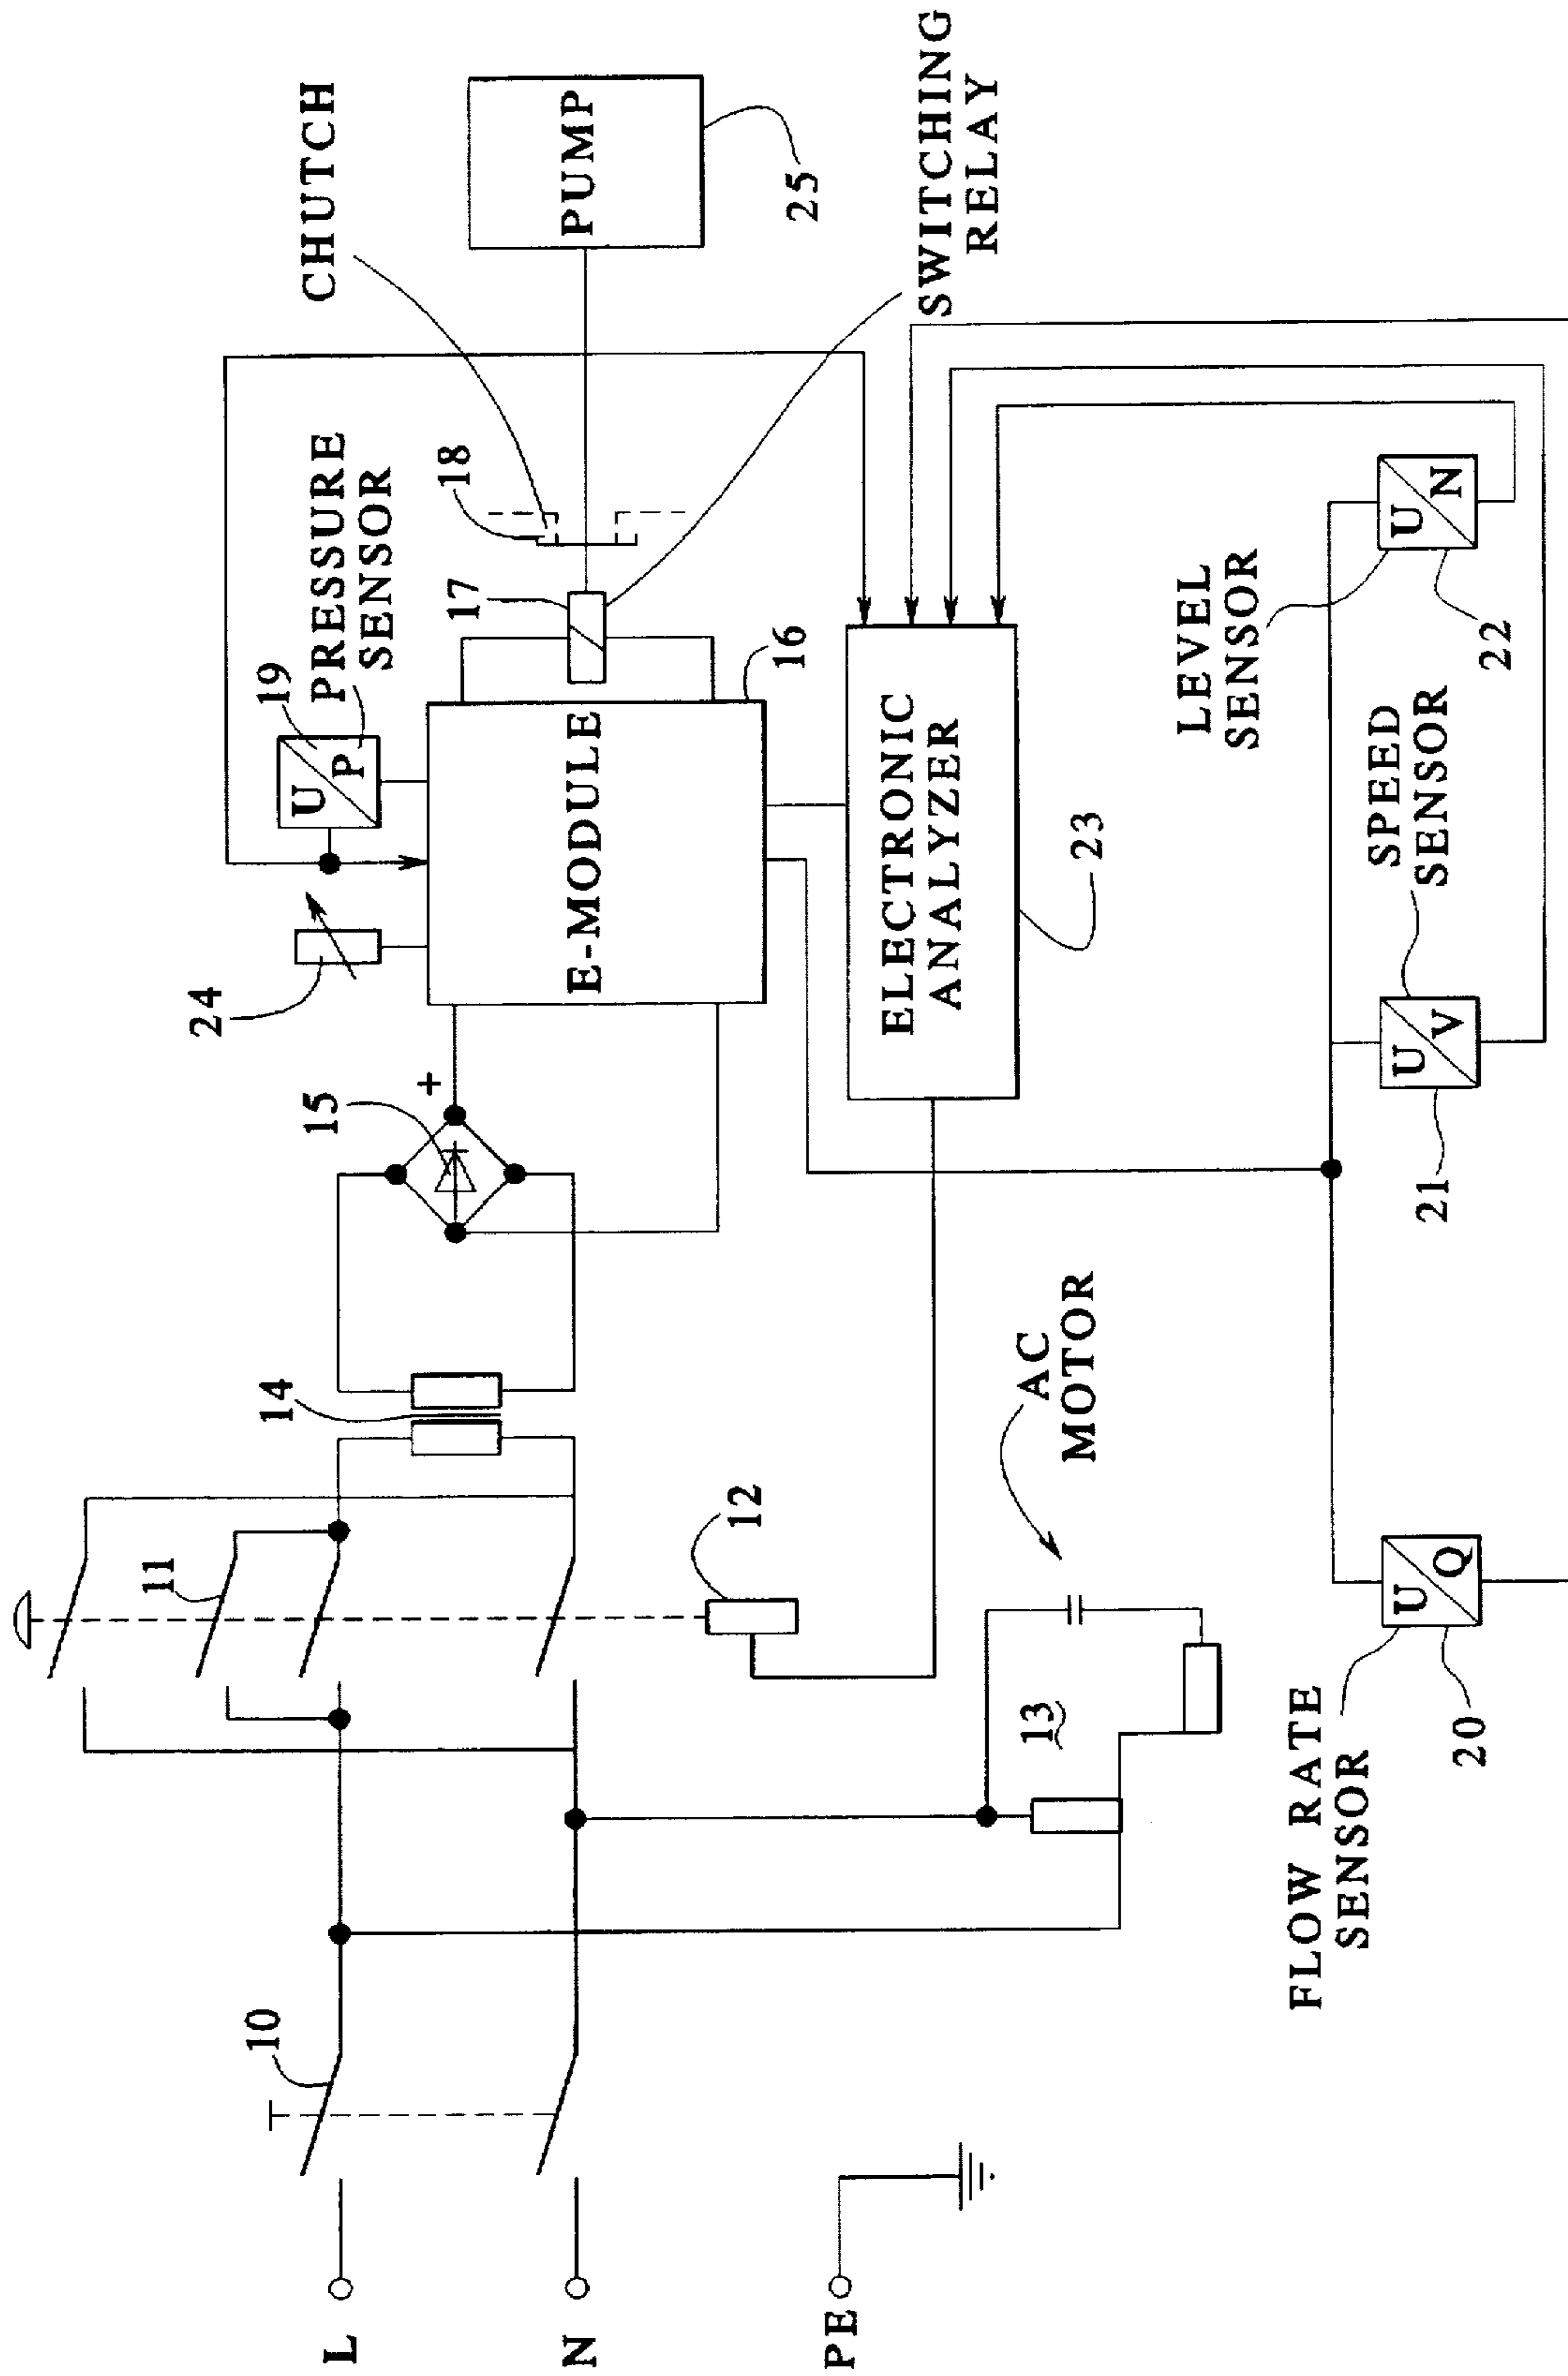 CHUTCH
PUMP
25
SWITCHING
RELAY
PRESSURE
SENSOR
19
U
P
18
17
16
24
E-MODULE
ELECTRONIC
ANALYZER
23
+
15
14
11
12
10
13
AC
MOTOR
LEVEL
SENSOR
U
N
22
SPEED
SENSOR
U
V
21
FLOW RATE
SENSOR
U
Q
20
L
N
PE